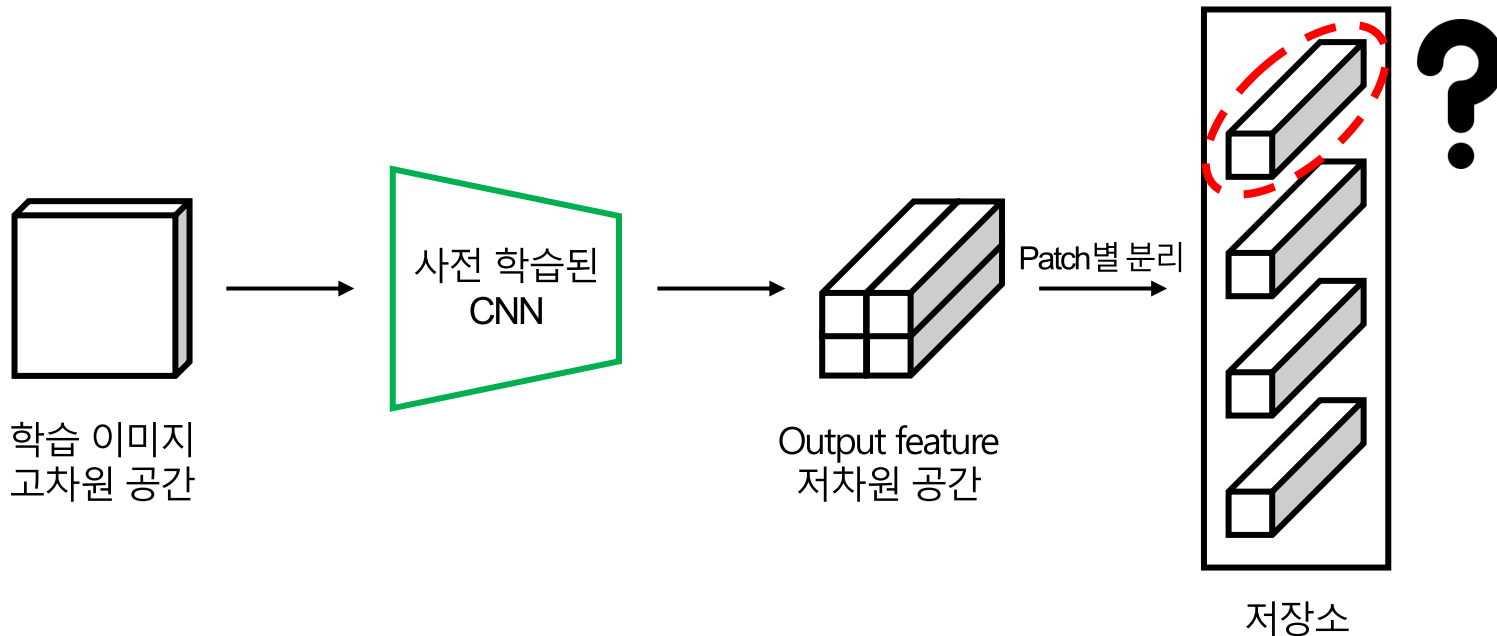 학습 이미지
고차원 공간
사전 학습된
CNN
Output feature
저차원 공간
Patch별 분리
?
저장소